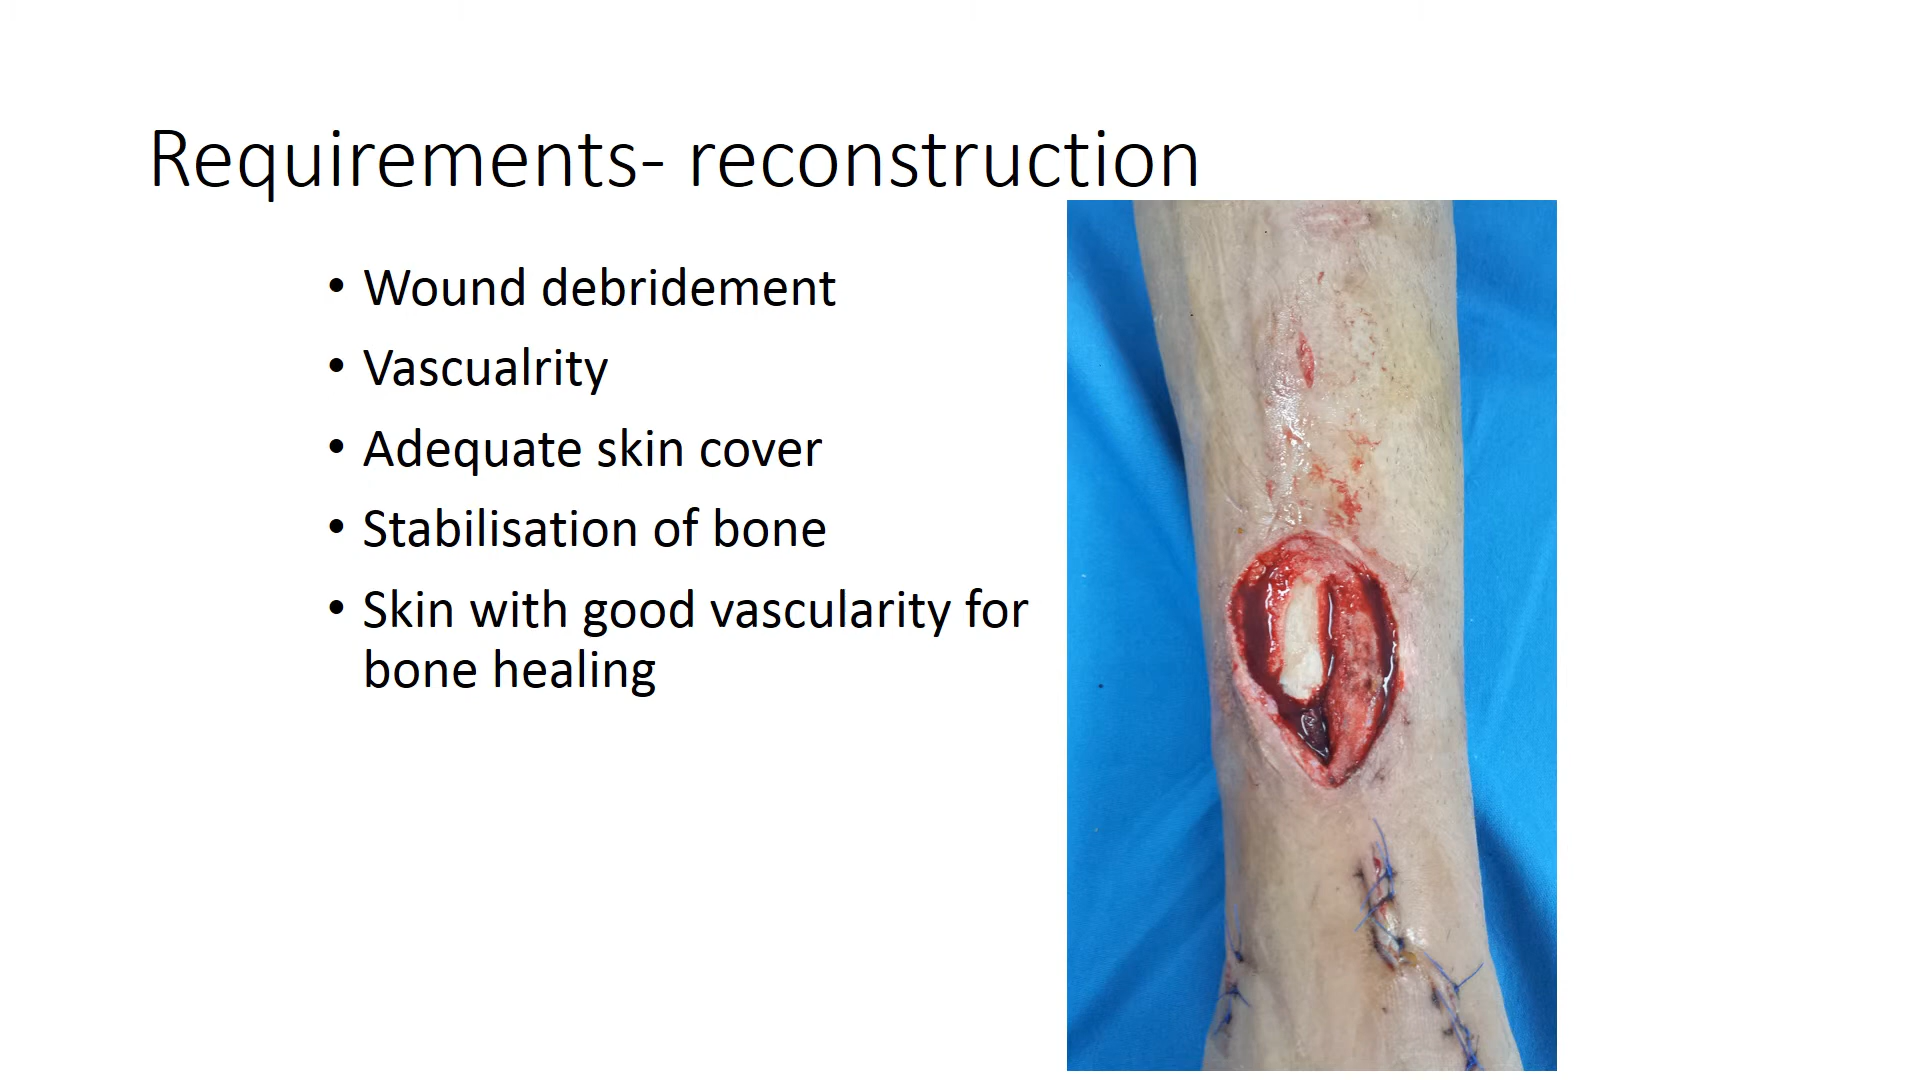 Requirements- reconstruction
• Wound debridement
• Vascualrity
• Adequate skin cover
• Stabilisation of bone
• Skin with good vascularity for
bone healing